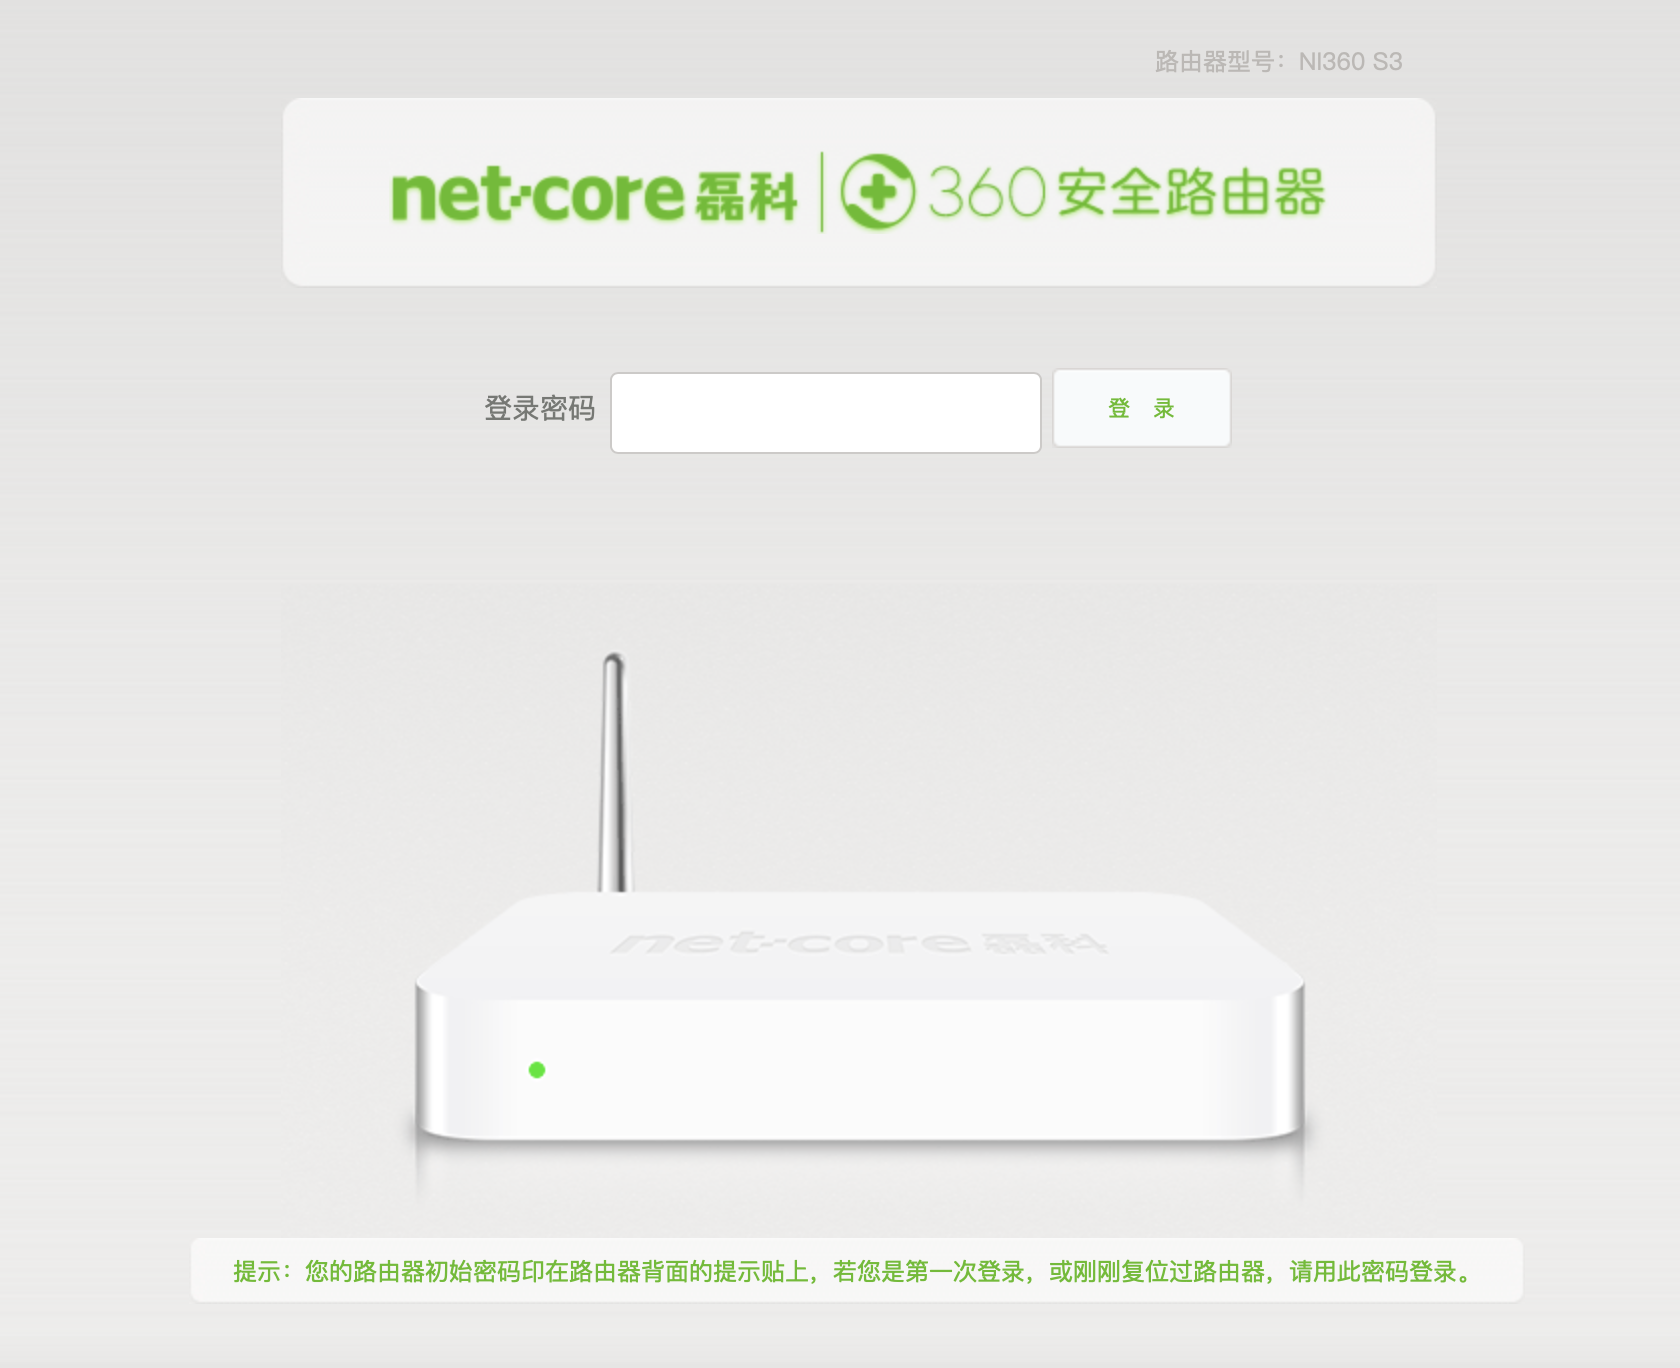 路由器型号：NI360 S3
net-core 磊科 360安全路由器
登录密码 登 录
net-core 磊科
提示：您的路由器初始密码印在路由器背面的提示贴上，若您是第一次登录，或刚刚复位过路由器，请用此密码登录。